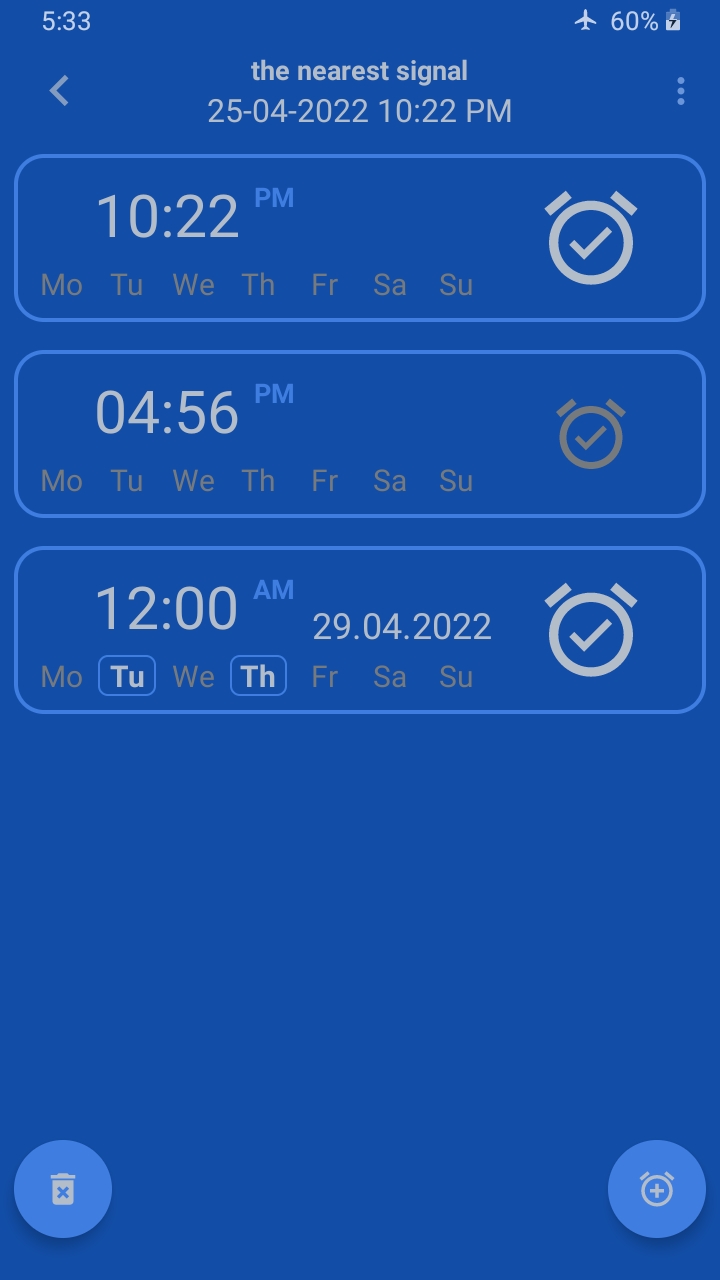 5:33 60%
the nearest signal
25-04-2022 10:22 PM
10:22 PM
Mo Tu We Th Fr Sa Su
04:56 PM
Mo Tu We Th Fr Sa Su
12:00 AM 29.04.2022
Mo Tu We Th Fr Sa Su